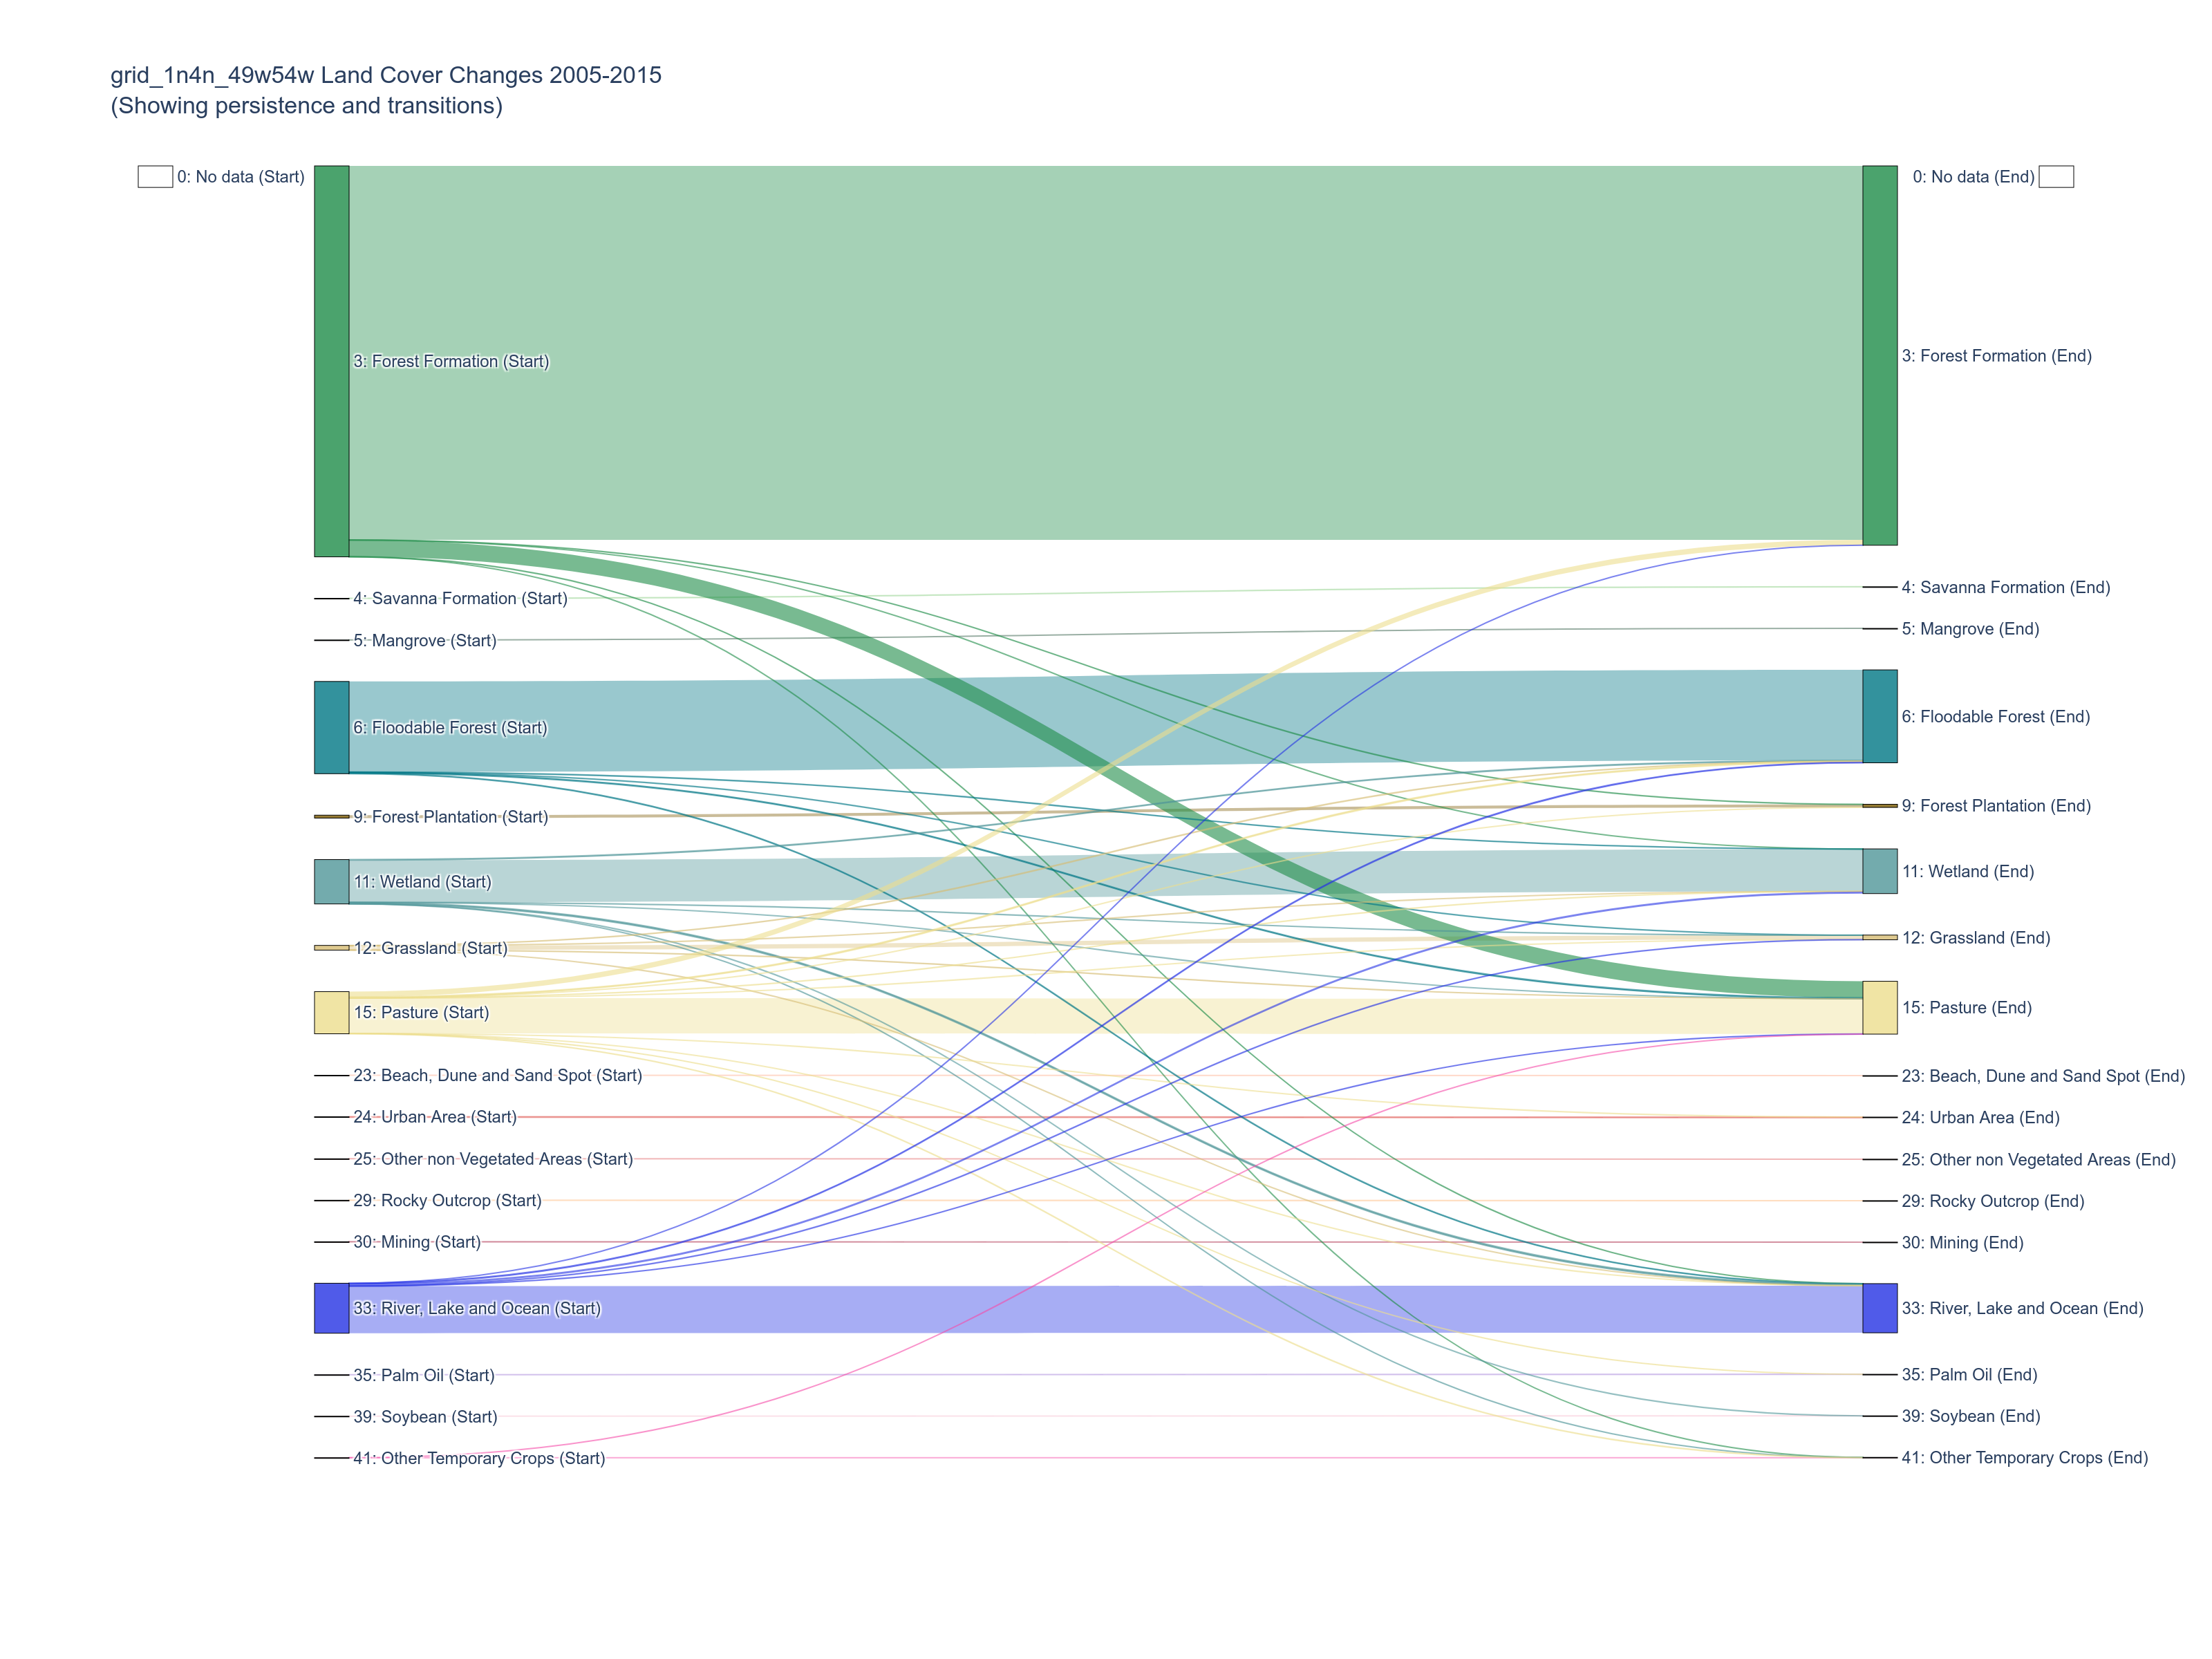 grid_1n4n_49w54w Land Cover Changes 2005-2015
(Showing persistence and transitions)
0: No data (Start)
0: No data (End)
3: Forest Formation (Start)
3: Forest Formation (End)
4: Savanna Formation (Start)
4: Savanna Formation (End)
5: Mangrove (Start)
5: Mangrove (End)
6: Floodable Forest (Start)
6: Floodable Forest (End)
9: Forest Plantation (Start)
9: Forest Plantation (End)
11: Wetland (Start)
11: Wetland (End)
12: Grassland (Start)
12: Grassland (End)
15: Pasture (Start)
15: Pasture (End)
23: Beach, Dune and Sand Spot (Start)
23: Beach, Dune and Sand Spot (End)
24: Urban Area (Start)
24: Urban Area (End)
25: Other non Vegetated Areas (Start)
25: Other non Vegetated Areas (End)
29: Rocky Outcrop (Start)
29: Rocky Outcrop (End)
30: Mining (Start)
30: Mining (End)
33: River, Lake and Ocean (Start)
33: River, Lake and Ocean (End)
35: Palm Oil (Start)
35: Palm Oil (End)
39: Soybean (Start)
39: Soybean (End)
41: Other Temporary Crops (Start)
41: Other Temporary Crops (End)